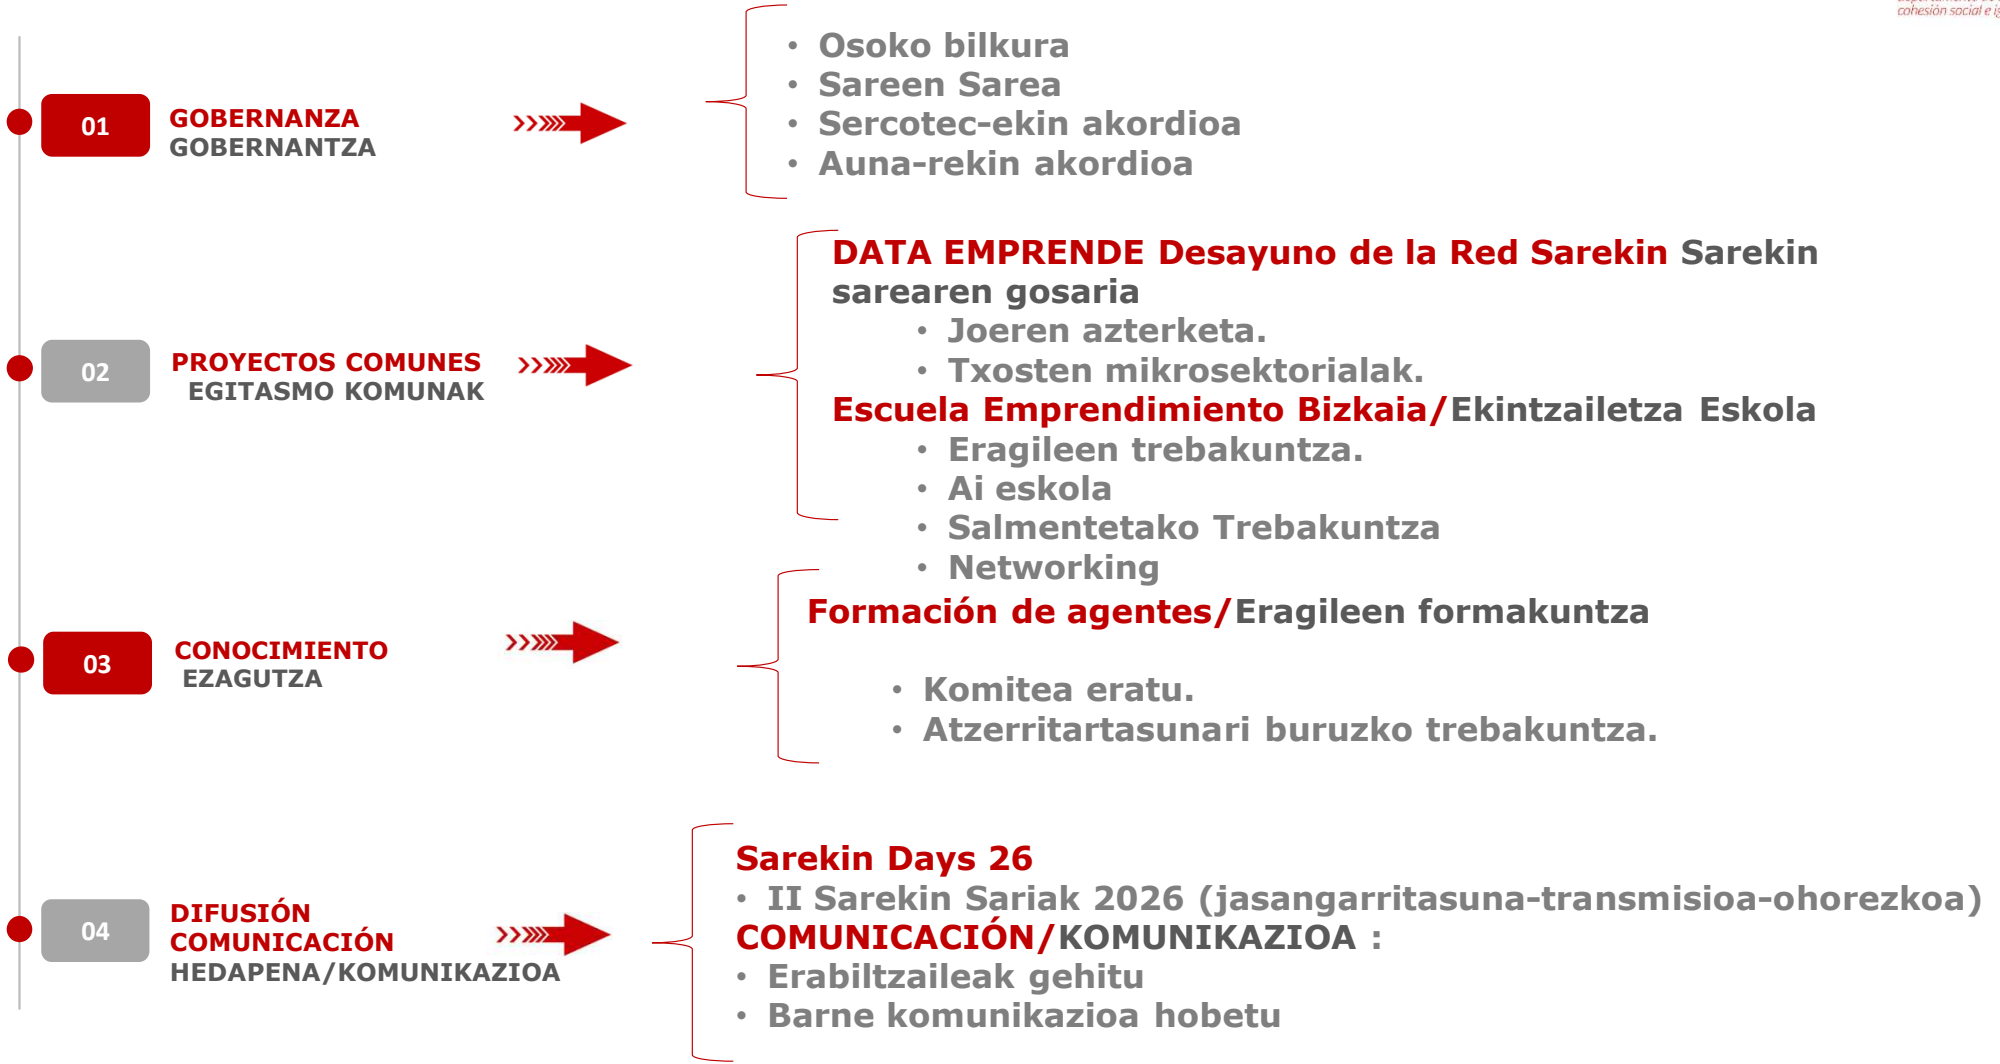 cohesión social e
01
GOBERNANZA
GOBERNANTZA
• Osoko bilkura
• Sareen Sarea
• Sercotec-ekin akordioa
• Auna-rekin akordioa
02
PROYECTOS COMUNES
EGITASMO KOMUNAK
DATA EMPRENDE Desayuno de la Red Sarekin Sarekin
sarearen gosaria
• Joeren azterketa.
• Txosten mikrosektorialak.
Escuela Emprendimiento Bizkaia/Ekintzailetza Eskola
• Eragileen trebakuntza.
• Ai eskola
• Salmentetako Trebakuntza
• Networking
03
CONOCIMIENTO
EZAGUTZA
Formación de agentes/Eragileen formakuntza
• Komitea eratu.
• Atzerritartasunari buruzko trebakuntza.
04
DIFUSIÓN
COMUNICACIÓN
HEDAPENA/KOMUNIKAZIOA
Sarekin Days 26
• II Sarekin Sariak 2026 (jasangarritasuna-transmisioa-ohorezkoa)
COMUNICACIÓN/KOMUNIKAZIOA :
• Erabiltzaileak gehitu
• Barne komunikazioa hobetu